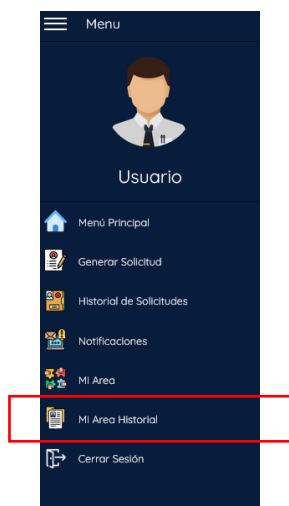 Menu
Usuario
Menú Principal
Generar Solicitud
Historial de Solicitudes
Notificaciones
Mi Area
Mi Area Historial
Cerrar Sesión